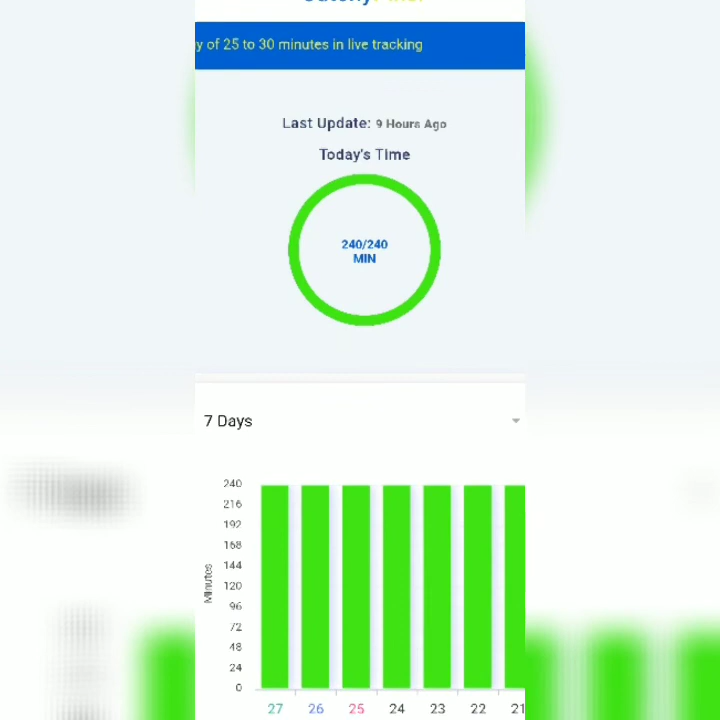 y of 25 to 30 minutes in live tracking
Last Update: 9 Hours Ago
Today's Time
240/240
MIN
7 Days
240
216
192
168
144
120
96
72
48
24
0
Minutes
27 26 25 24 23 22 21